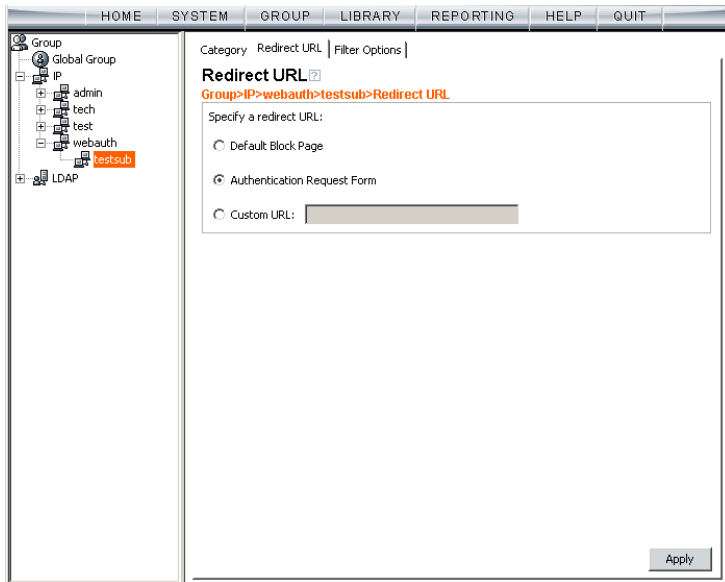 HOME SYSTEM GROUP LIBRARY REPORTING HELP QUIT
Group
Global Group
IP
admin
tech
test
webauth
testsub
LDAP
Category Redirect URL Filter Options
Redirect URL ?
Group>IP>webauth>testsub>Redirect URL
Specify a redirect URL:
Default Block Page
Authentication Request Form
Custom URL:
Apply